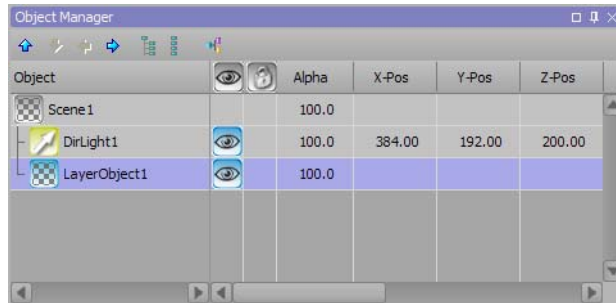 Object Manager
Object Alpha X-Pos Y-Pos Z-Pos
Scene1 100.0
DirLight1 100.0 384.00 192.00 200.00
LayerObject1 100.0